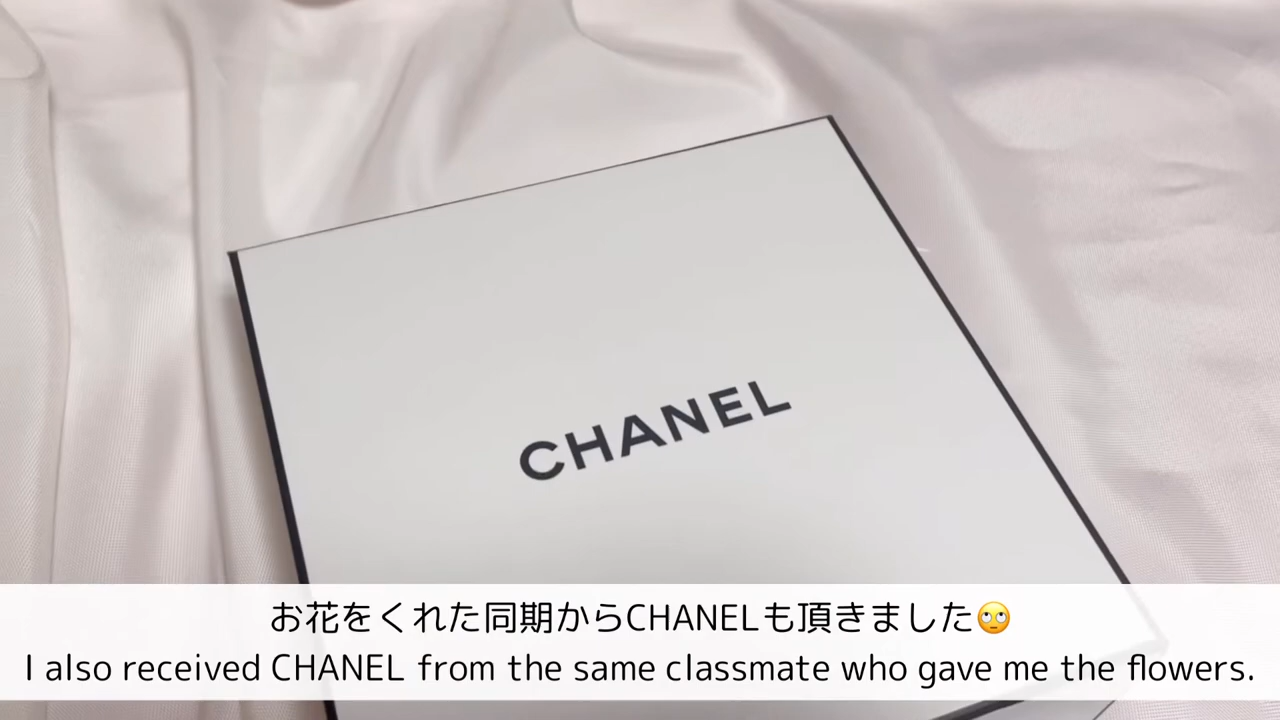 CHANEL
お花をくれた同期からCHANELも頂きました🙄
I also received CHANEL from the same classmate who gave me the flowers.